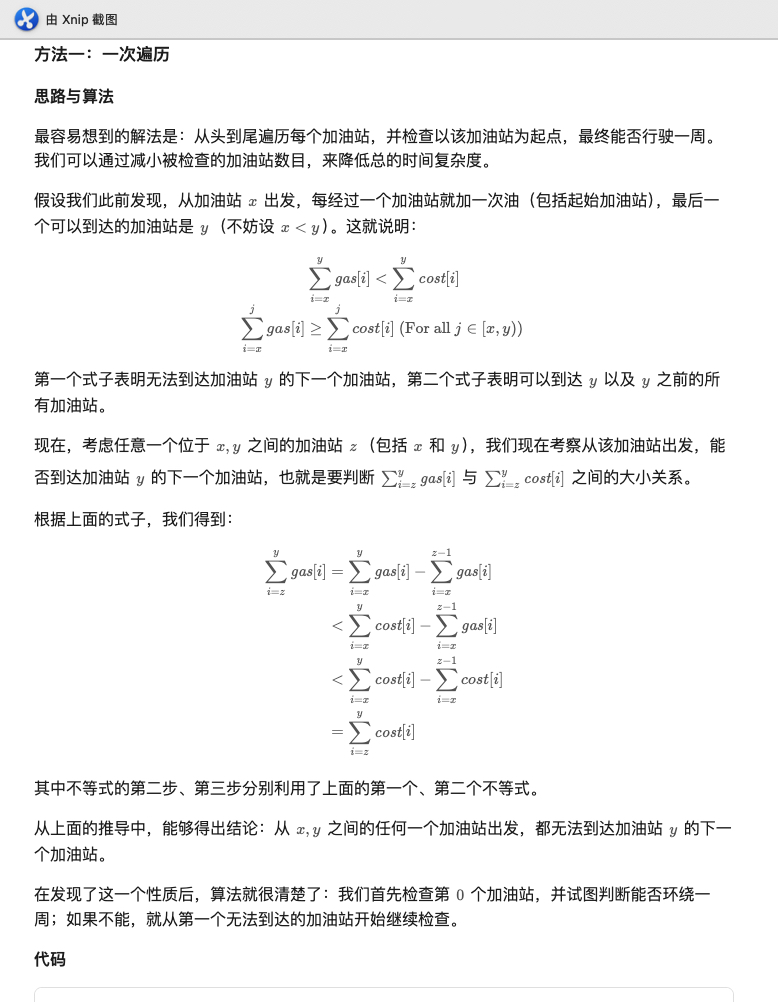 由 Xnip 截图
方法一：一次遍历
思路与算法
最容易想到的解法是：从头到尾遍历每个加油站，并检查以该加油站为起点，最终能否行驶一周。
我们可以通过减小被检查的加油站数目，来降低总的时间复杂度。
假设我们此前发现，从加油站 x 出发，每经过一个加油站就加一次油（包括起始加油站），最后一
个可以到达的加油站是 y（不妨设 x < y）。这就说明：
\sum_{i=x}^{y} gas[i] < \sum_{i=x}^{y} cost[i]
\sum_{i=x}^{j} gas[i] ≥ \sum_{i=x}^{j} cost[i] (For all j ∈ [x, y))
第一个式子表明无法到达加油站 y 的下一个加油站，第二个式子表明可以到达 y 以及 y 之前的所
有加油站。
现在，考虑任意一个位于 x, y 之间的加油站 z（包括 x 和 y），我们现在考察从该加油站出发，能
否到达加油站 y 的下一个加油站，也就是要判断 \sum_{i=z}^{y} gas[i] 与 \sum_{i=z}^{y} cost[i] 之间的大小关系。
根据上面的式子，我们得到：
\sum_{i=z}^{y} gas[i] = \sum_{i=x}^{y} gas[i] − \sum_{i=x}^{z−1} gas[i]
< \sum_{i=x}^{y} cost[i] − \sum_{i=x}^{z−1} gas[i]
< \sum_{i=x}^{y} cost[i] − \sum_{i=x}^{z−1} cost[i]
= \sum_{i=z}^{y} cost[i]
其中不等式的第二步、第三步分别利用了上面的第一个、第二个不等式。
从上面的推导中，能够得出结论：从 x, y 之间的任何一个加油站出发，都无法到达加油站 y 的下一
个加油站。
在发现了这一个性质后，算法就很清楚了：我们首先检查第 0 个加油站，并试图判断能否环绕一
周；如果不能，就从第一个无法到达的加油站开始继续检查。
代码